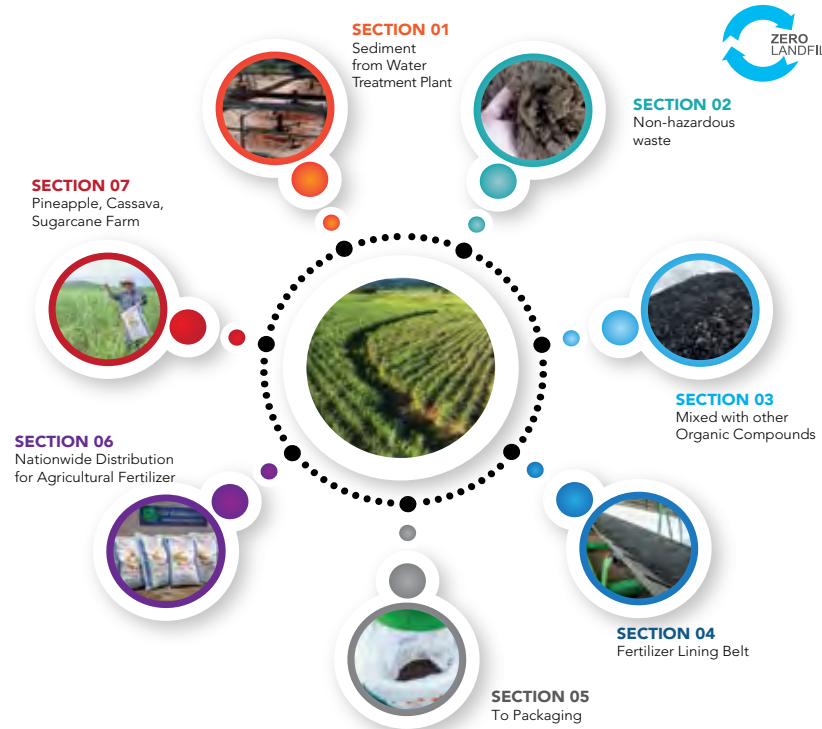 SECTION 01
Sediment
from Water
Treatment Plant
ZERO
LANDFIL
SECTION 02
Non-hazardous
waste
SECTION 07
Pineapple, Cassava,
Sugarcane Farm
SECTION 03
Mixed with other
Organic Compounds
SECTION 06
Nationwide Distribution
for Agricultural Fertilizer
SECTION 04
Fertilizer Lining Belt
SECTION 05
To Packaging